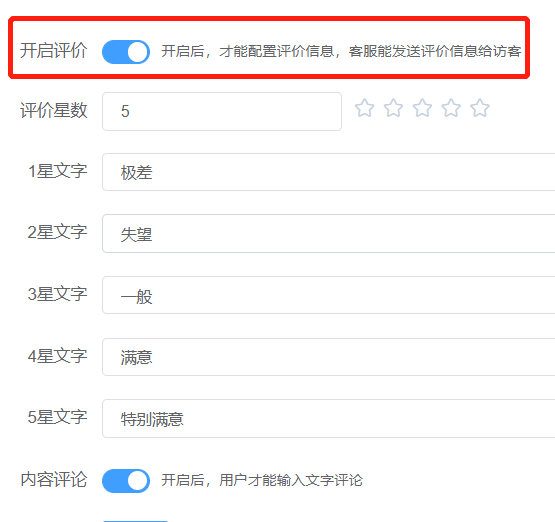 开启评价 开启后，才能配置评价信息，客服能发送评价信息给访客
评价星数 5
1星文字 极差
2星文字 失望
3星文字 一般
4星文字 满意
5星文字 特别满意
内容评论 开启后，用户才能输入文字评论